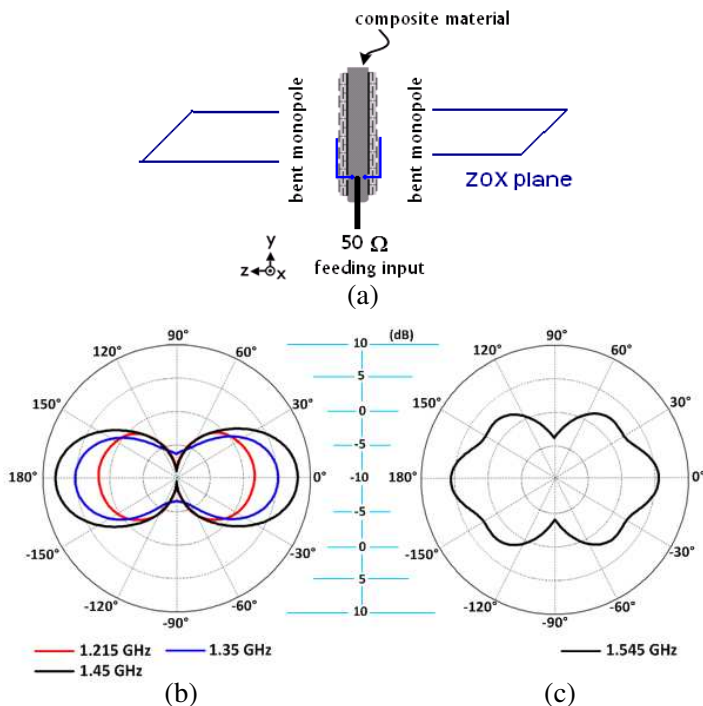 composite material
bent monopole
bent monopole
ZOX plane
y
z
x
50 Ω
feeding input
(a)
90°
120°
60°
150°
30°
180°
0°
-150°
-30°
-120°
-60°
-90°
10
(dB)
5
0
-5
-10
-5
0
5
10
90°
120°
60°
150°
30°
180°
0°
-150°
-30°
-120°
-60°
-90°
1.215 GHz
1.35 GHz
1.45 GHz
1.545 GHz
(b)
(c)